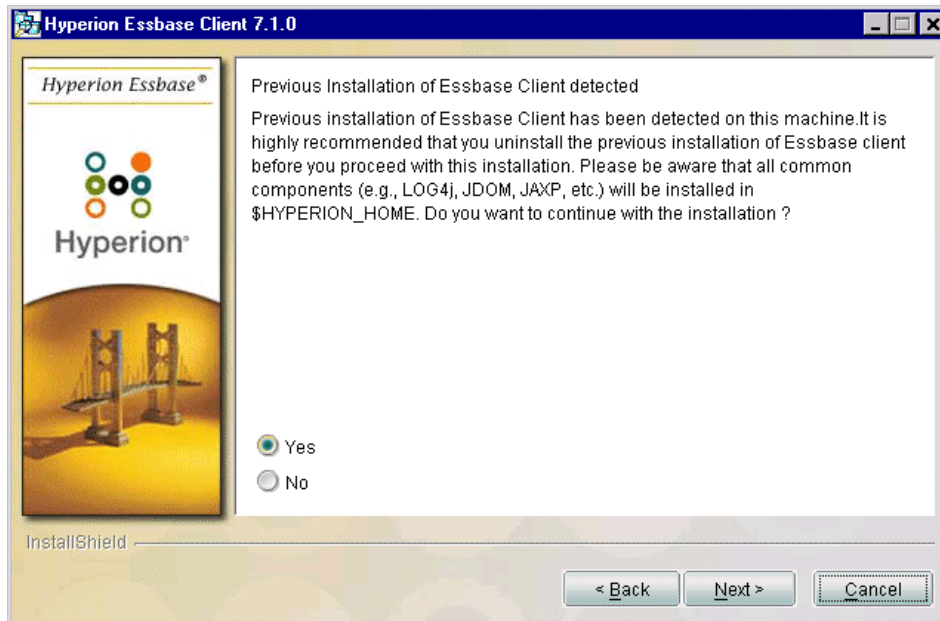 Hyperion Essbase Client 7.1.0
Hyperion Essbase®
Hyperion
Previous Installation of Essbase Client detected
Previous installation of Essbase Client has been detected on this machine.It is
highly recommended that you uninstall the previous installation of Essbase client
before you proceed with this installation. Please be aware that all common
components (e.g., LOG4j, JDOM, JAXP, etc.) will be installed in
$HYPERION_HOME. Do you want to continue with the installation ?
Yes
No
InstallShield
< Back
Next >
Cancel